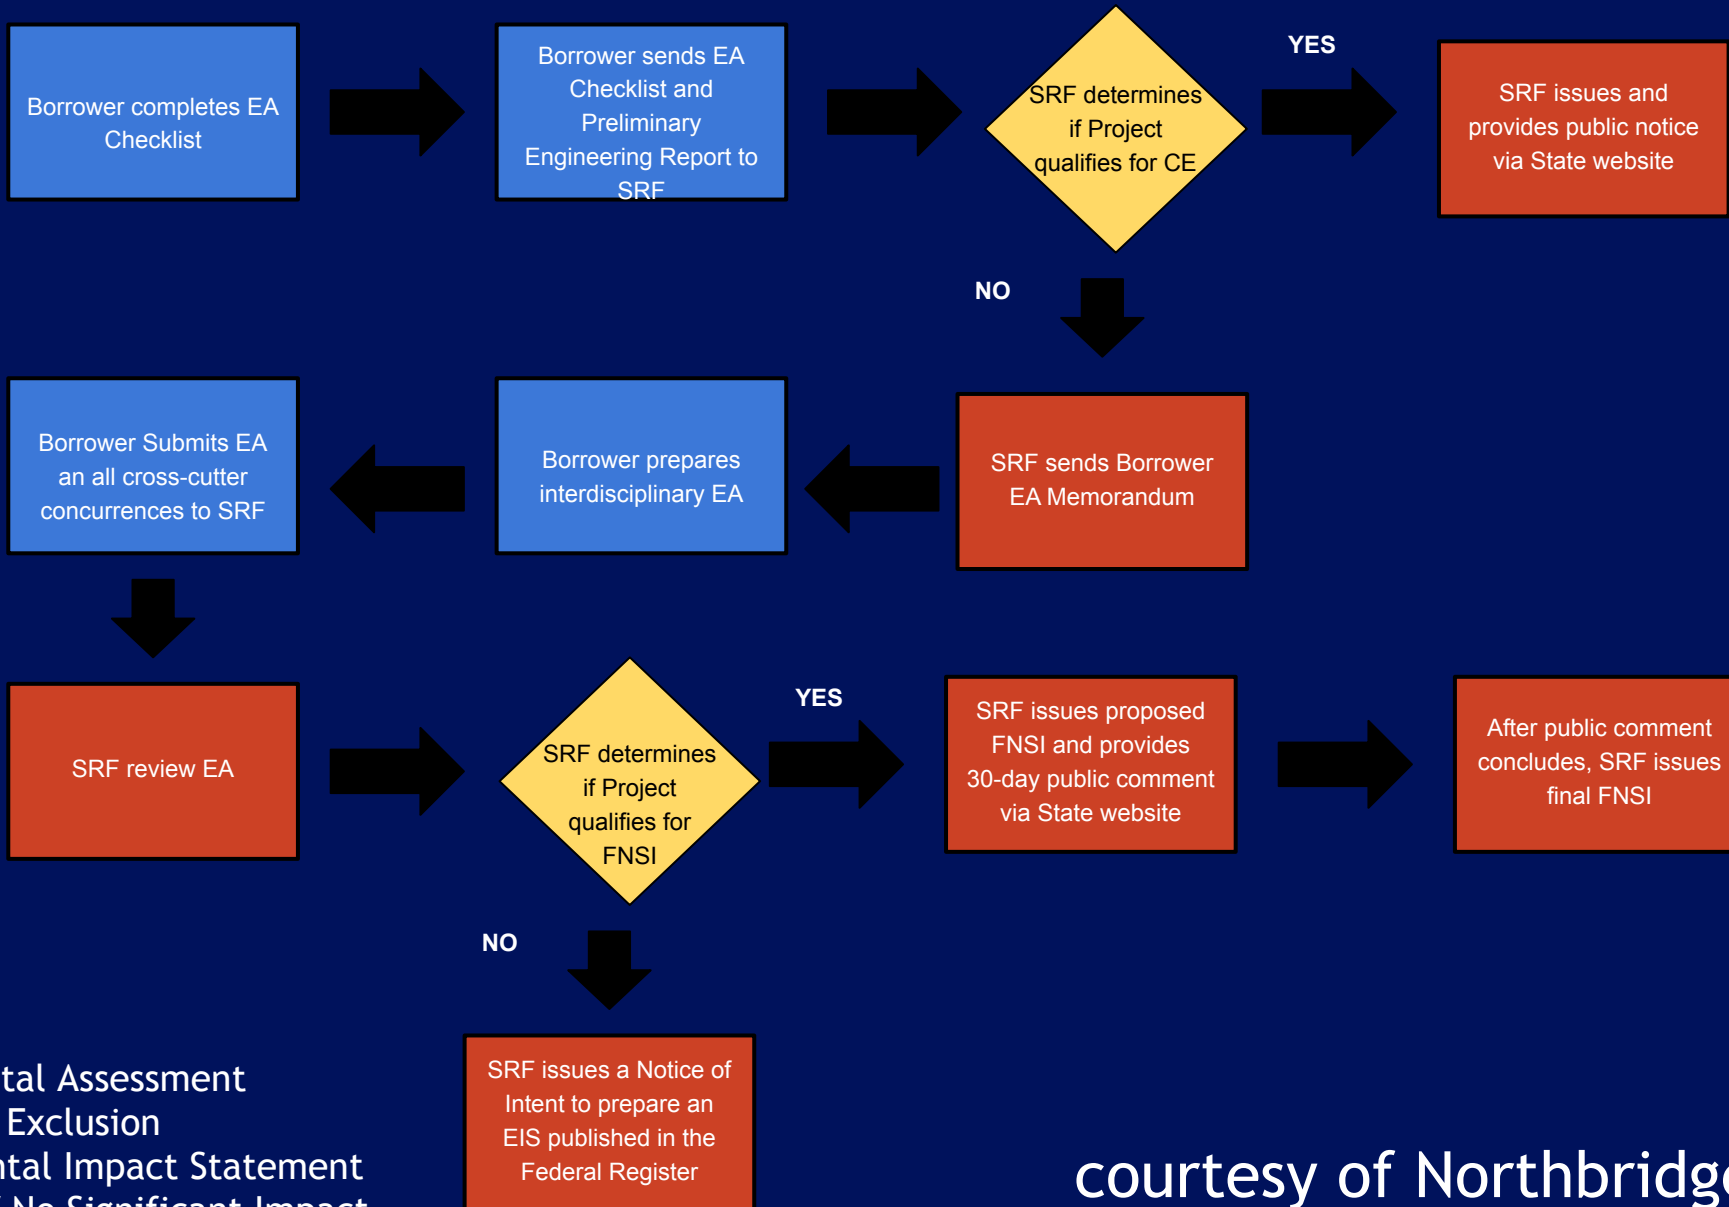 Borrower completes EA
Checklist
Borrower sends EA
Checklist and
Preliminary
Engineering Report to
SRF
SRF determines
if Project
qualifies for CE
YES
SRF issues and
provides public notice
via State website
NO
Borrower Submits EA
an all cross-cutter
concurrences to SRF
Borrower prepares
interdisciplinary EA
SRF sends Borrower
EA Memorandum
SRF review EA
SRF determines
if Project
qualifies for
FNSI
YES
SRF issues proposed
FNSI and provides
30-day public comment
via State website
After public comment
concludes, SRF issues
final FNSI
NO
SRF issues a Notice of
Intent to prepare an
EIS published in the
Federal Register
tal Assessment
Exclusion
ntal Impact Statement
No Significant Impact
courtesy of Northbridge